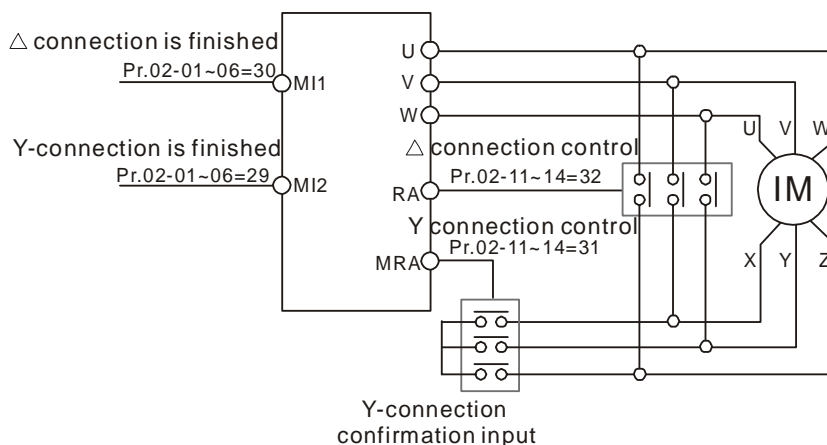 △ connection is finished
Pr.02-01~06=30
MI1
Y-connection is finished
Pr.02-01~06=29
MI2
U
V
W
△ connection control
Pr.02-11~14=32
RA
Y connection control
Pr.02-11~14=31
MRA
U V W
IM
X Y Z
Y-connection
confirmation input